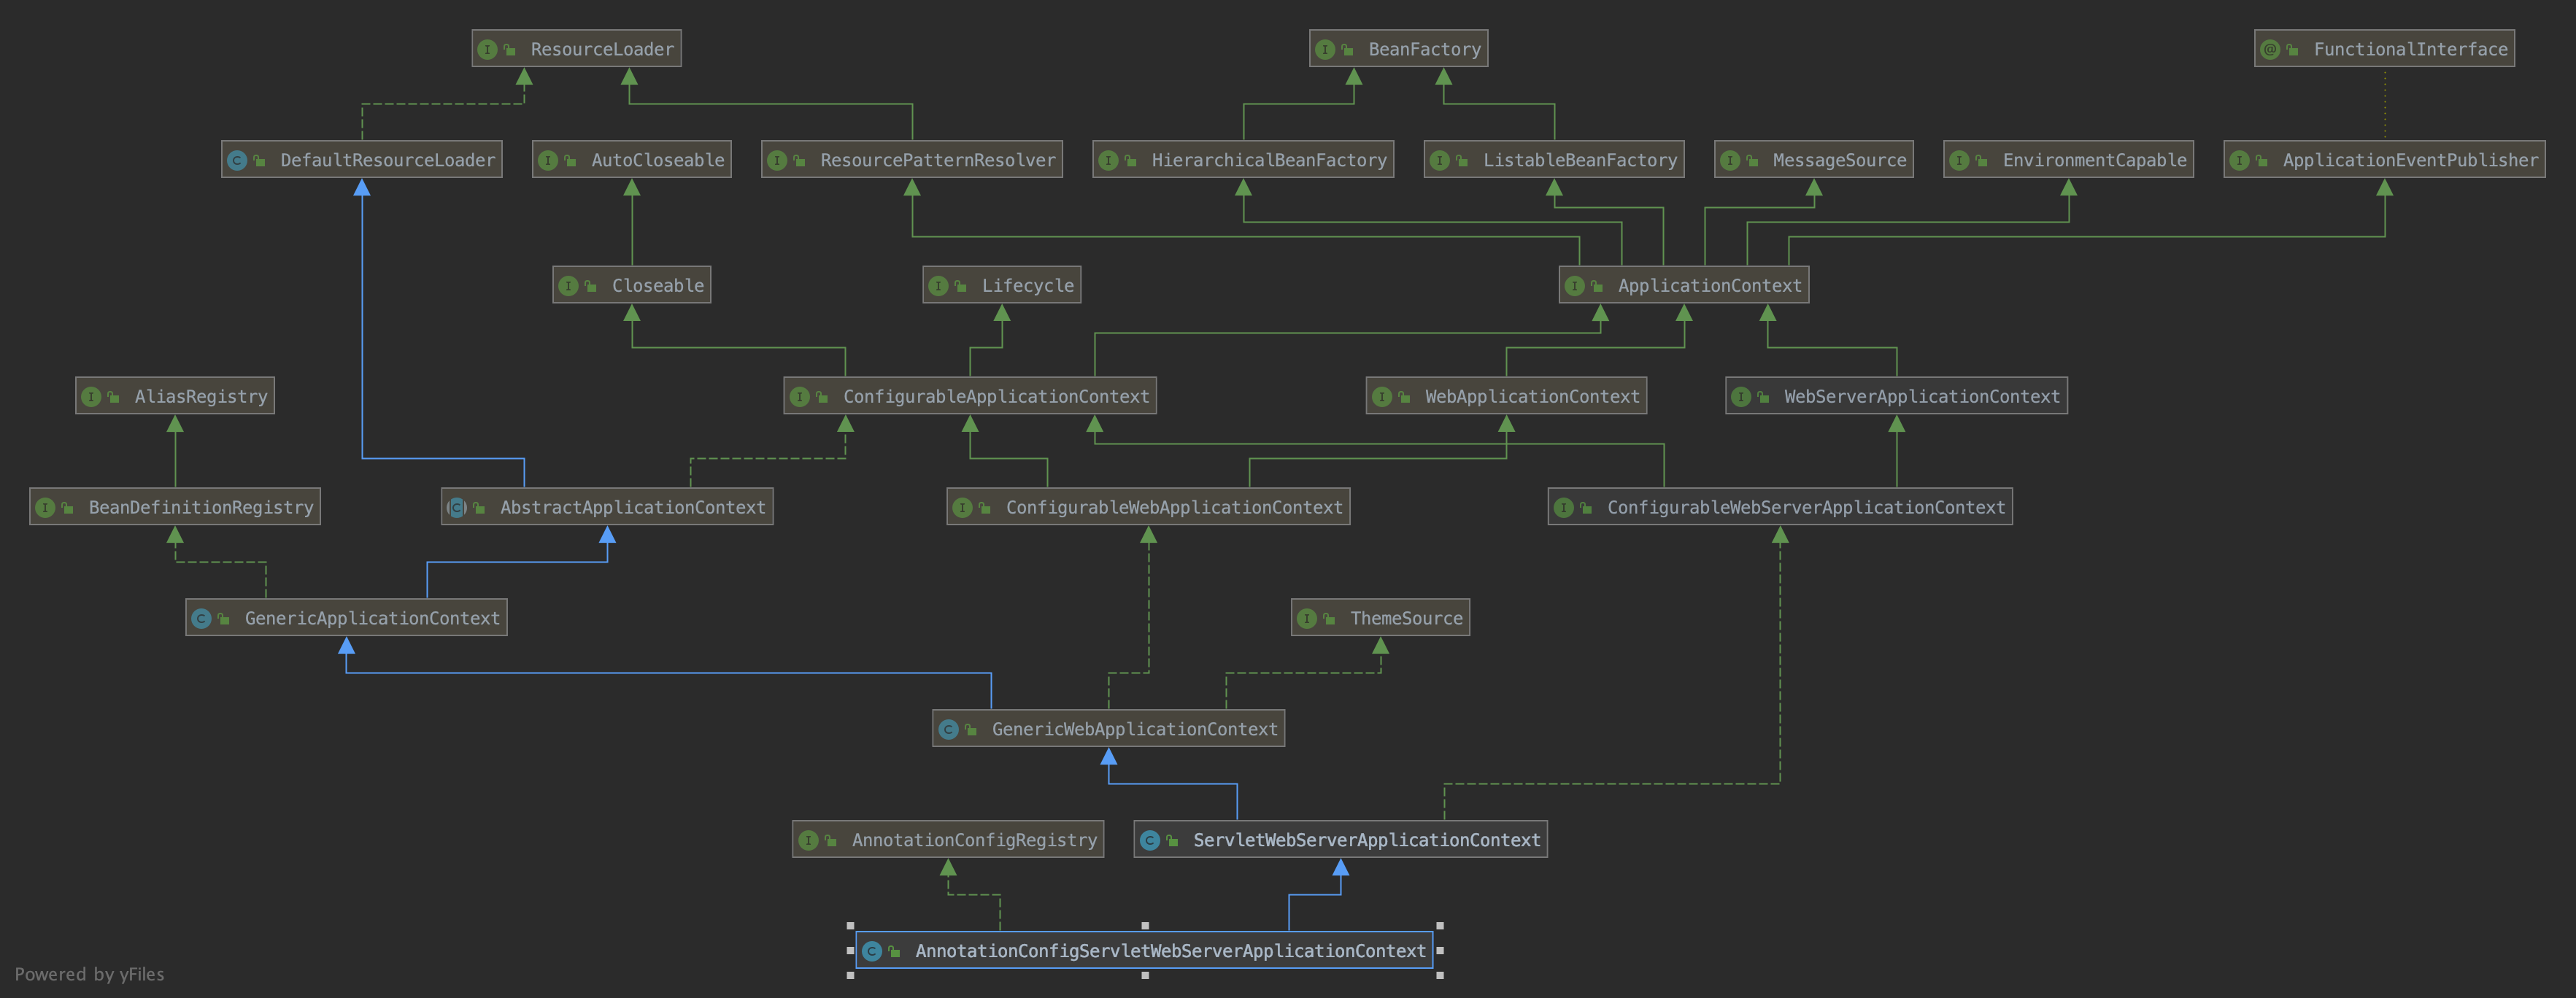 ResourceLoader
BeanFactory
FunctionalInterface
DefaultResourceLoader
AutoCloseable
ResourcePatternResolver
HierarchicalBeanFactory
ListableBeanFactory
MessageSource
EnvironmentCapable
ApplicationEventPublisher
Closeable
Lifecycle
ApplicationContext
AliasRegistry
ConfigurableApplicationContext
WebApplicationContext
WebServerApplicationContext
BeanDefinitionRegistry
AbstractApplicationContext
ConfigurableWebApplicationContext
ConfigurableWebServerApplicationContext
GenericApplicationContext
ThemeSource
GenericWebApplicationContext
AnnotationConfigRegistry
ServletWebServerApplicationContext
AnnotationConfigServletWebServerApplicationContext
Powered by yFiles